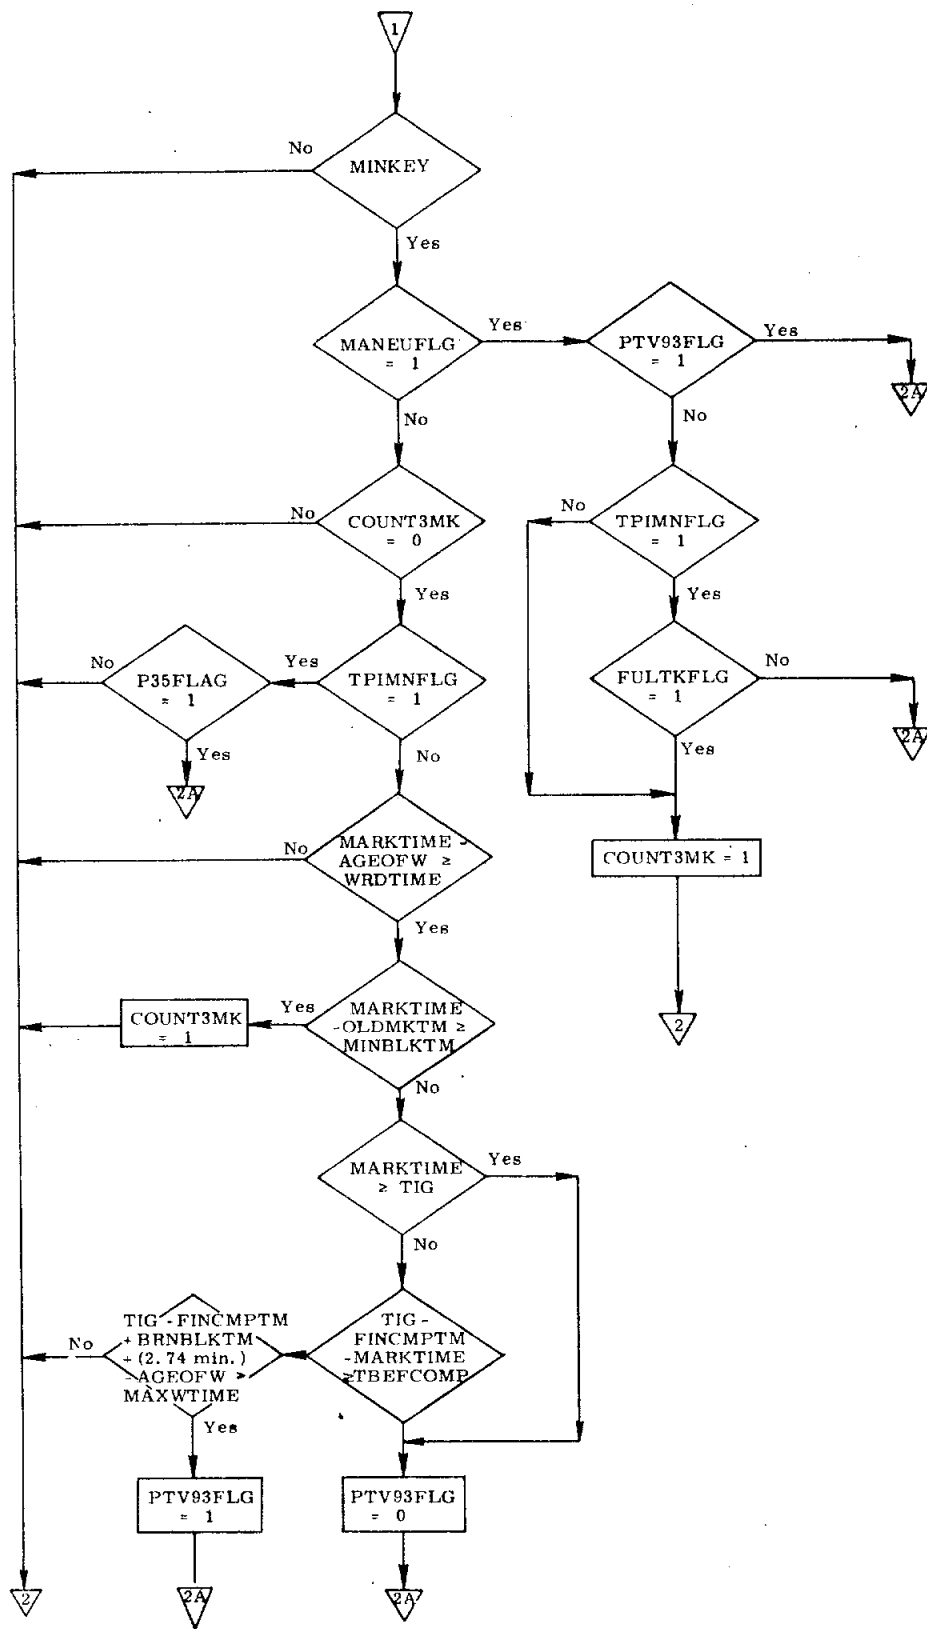 1
No
MINKEY
Yes
MANEUFLG
= 1
Yes
PTV93FLG
= 1
Yes
2A
No
No
No
COUNT3MK
= 0
No
TPIMNFLG
= 1
Yes
Yes
No
P35FLAG
= 1
Yes
TPIMNFLG
= 1
FULTKFLG
= 1
No
2A
Yes
2A
No
Yes
No
MARKTIME -
AGEOFW ≥
WRDTIME
COUNT3MK = 1
Yes
COUNT3MK
= 1
Yes
MARKTIME
-OLDMKTM ≥
MINBLKTM
2
No
MARKTIME
≥ TIG
Yes
No
No
TIG - FINCMPTM
+ BRNBLKTM
+ (2.74 min.)
- AGEOFW >
MAXWTIME
TIG -
FINCMPTM
-MARKTIME
≥TBEFCOMP
Yes
PTV93FLG
= 1
PTV93FLG
= 0
2
2A
2A